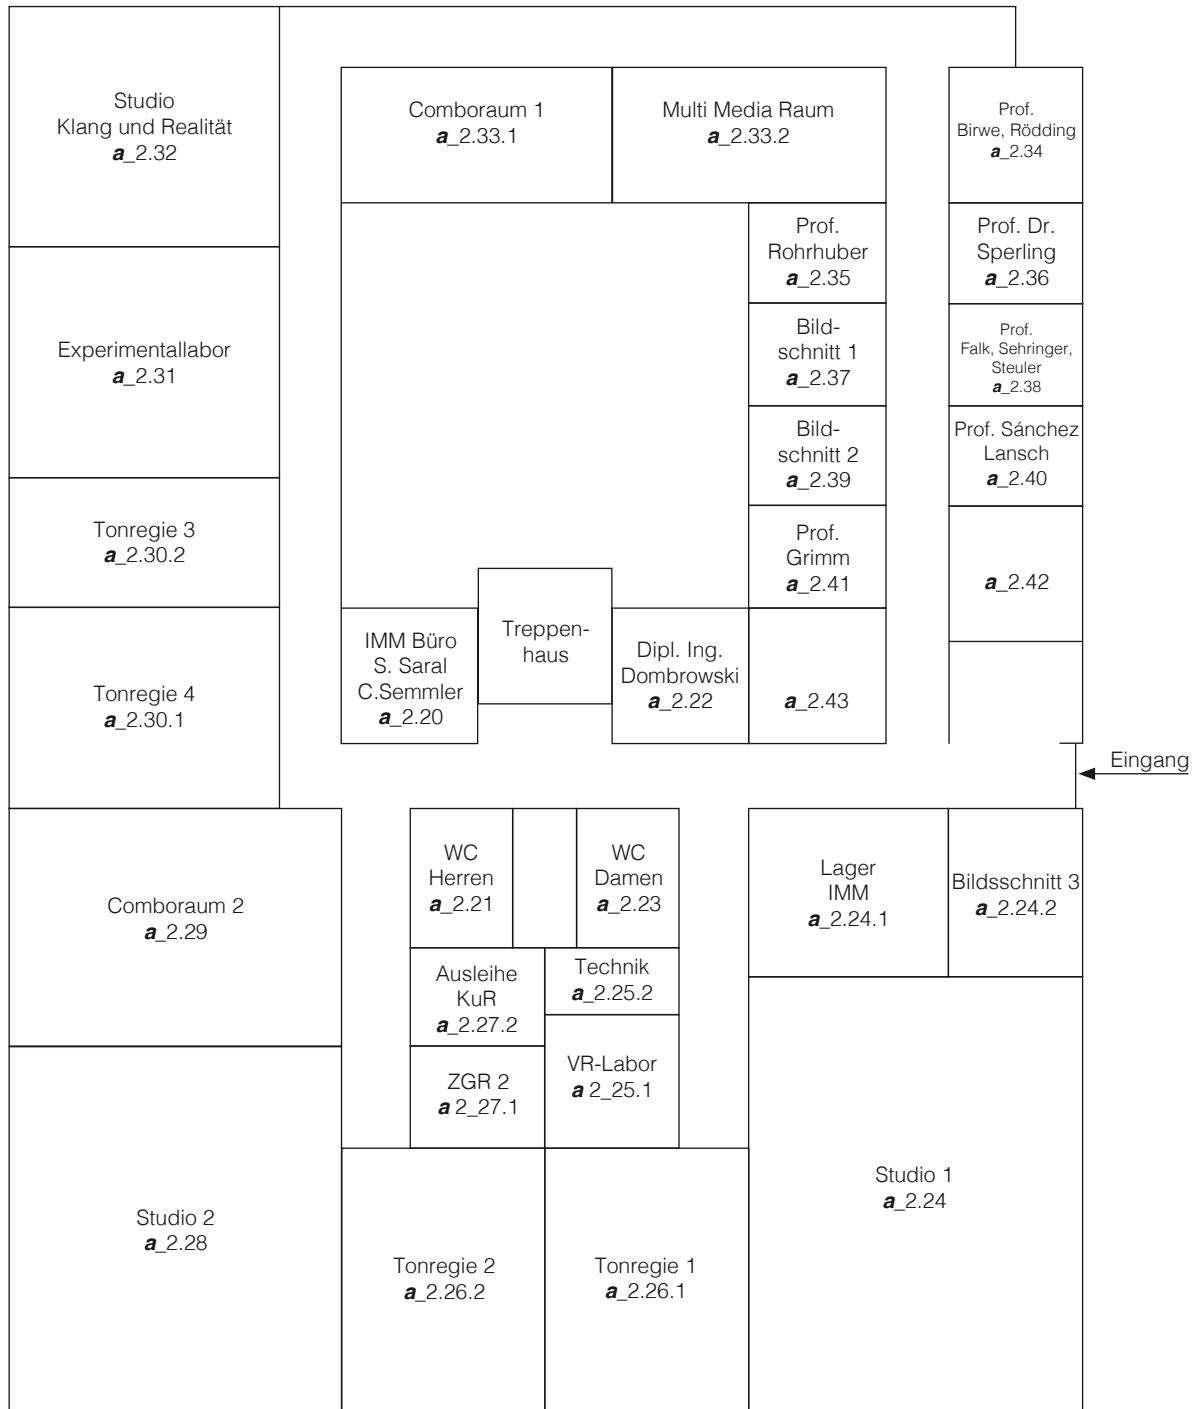 Studio
Klang und Realität
a_2.32
Comboraum 1
a_2.33.1
Multi Media Raum
a_2.33.2
Prof.
Birwe, Rödding
a_2.34
Prof.
Rohrhuber
a_2.35
Prof. Dr.
Sperling
a_2.36
Experimentallabor
a_2.31
Bild-
schnitt 1
a_2.37
Prof.
Falk, Sehringer,
Steuler
a_2.38
Bild-
schnitt 2
a_2.39
Prof. Sánchez
Lansch
a_2.40
Tonregie 3
a_2.30.2
Prof.
Grimm
a_2.41
a_2.42
Tonregie 4
a_2.30.1
IMM Büro
S. Saral
C.Semmler
a_2.20
Treppen-
haus
Dipl. Ing.
Dombrowski
a_2.22
a_2.43
Eingang
Comboraum 2
a_2.29
WC
Herren
a_2.21
WC
Damen
a_2.23
Lager
IMM
a_2.24.1
Bildsschnitt 3
a_2.24.2
Ausleihe
KuR
a_2.27.2
Technik
a_2.25.2
ZGR 2
a 2_27.1
VR-Labor
a 2_25.1
Studio 2
a_2.28
Tonregie 2
a_2.26.2
Tonregie 1
a_2.26.1
Studio 1
a_2.24